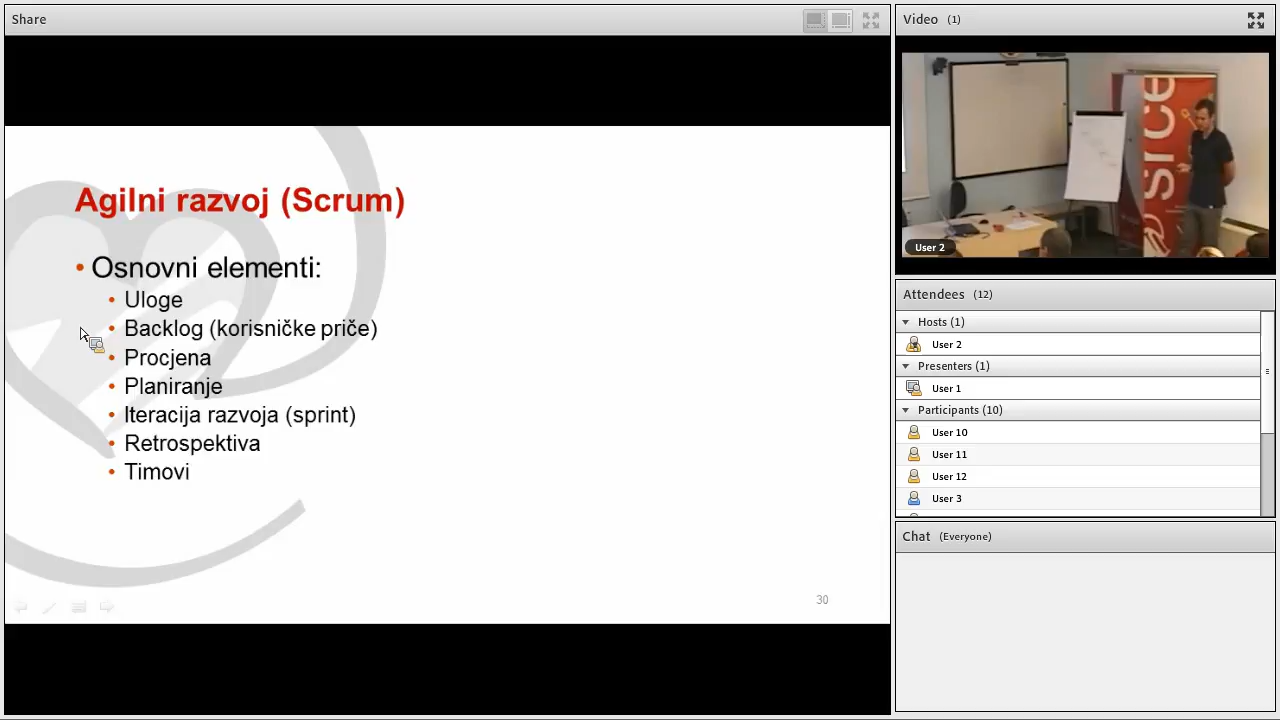 Share
Agilni razvoj (Scrum)
• Osnovni elementi:
• Uloge
• Backlog (korisničke priče)
• Procjena
• Planiranje
• Iteracija razvoja (sprint)
• Retrospektiva
• Timovi
30
Video (1)
srce
User 2
Attendees (12)
Hosts (1)
User 2
Presenters (1)
User 1
Participants (10)
User 10
User 11
User 12
User 3
Chat (Everyone)